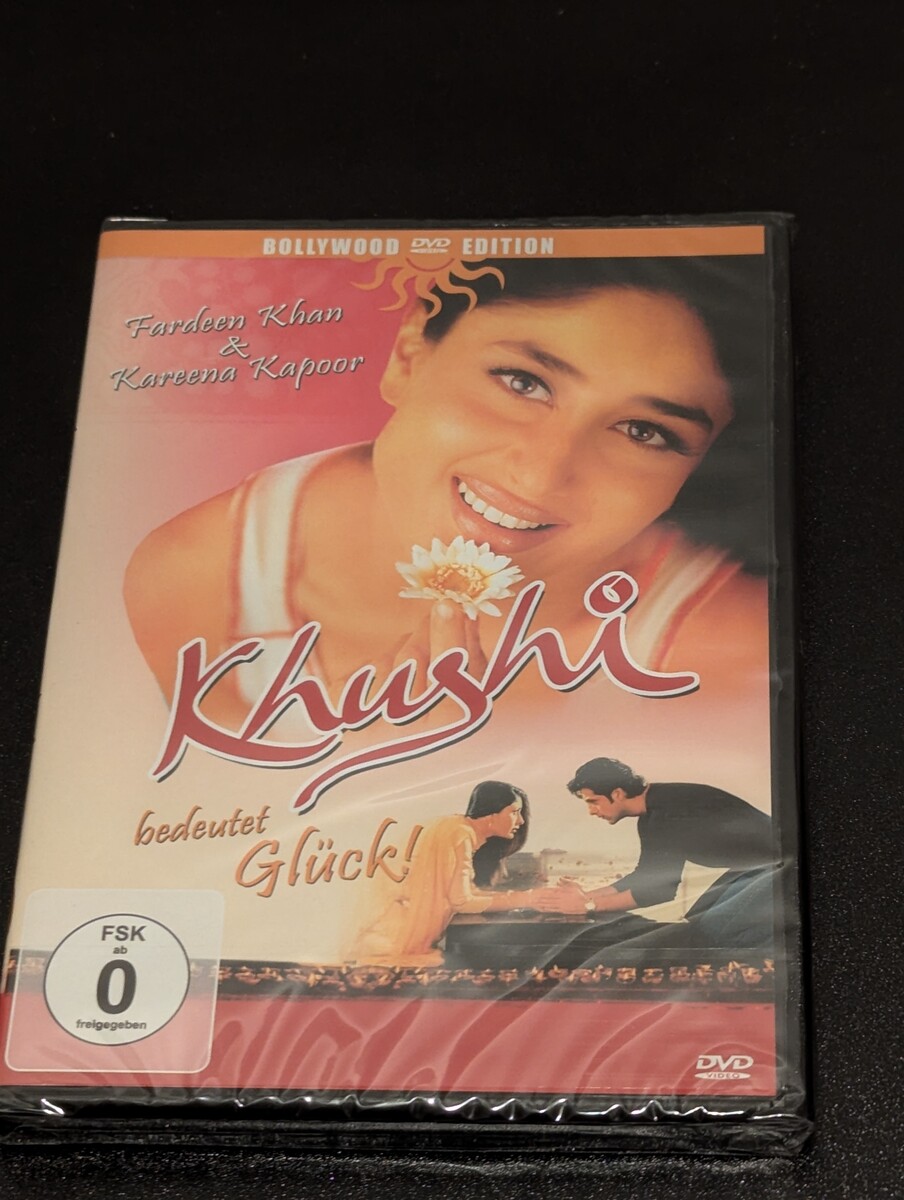 BOLLYWOOD DVD EDITION
Fardeen Khan
&
Kareena Kapoor
Khushi
bedeutet
Glück!
FSK
ab
0
freigegeben
DVD
VIDEO